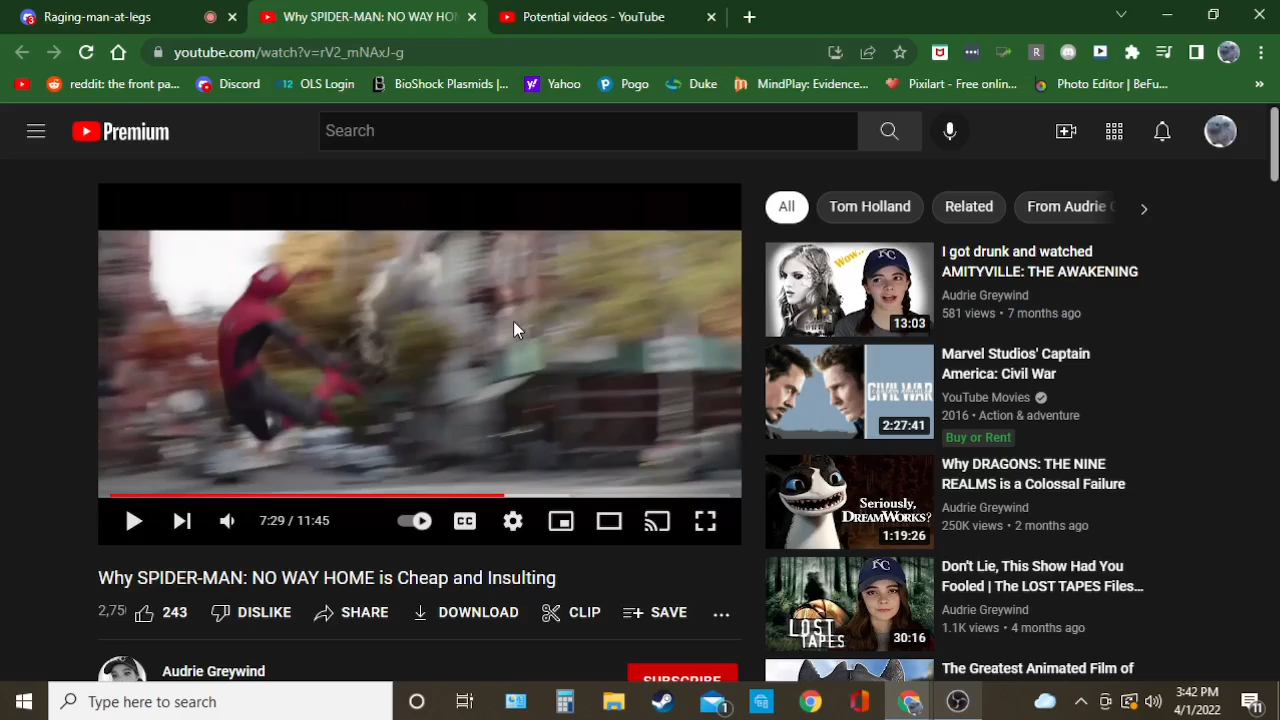 Raging-man-at-legs
Why SPIDER-MAN: NO WAY HOM
Potential videos - YouTube
youtube.com/watch?v=rV2_mNAxJ-g
reddit: the front pa...
Discord
OLS Login
BioShock Plasmids |...
Yahoo
Pogo
Duke
MindPlay: Evidence...
Pixilart - Free onlin...
Photo Editor | BeFu...
Premium
Search
All
Tom Holland
Related
From Audrie G
Wow..
13:03
I got drunk and watched
AMITYVILLE: THE AWAKENING
Audrie Greywind
581 views • 7 months ago
CIVIL WAR
2:27:41
Marvel Studios' Captain
America: Civil War
YouTube Movies
2016 • Action & adventure
Buy or Rent
Seriously,
DREAMWORKS?
1:19:26
Why DRAGONS: THE NINE
REALMS is a Colossal Failure
Audrie Greywind
250K views • 2 months ago
LOST
TAPES
30:16
Don't Lie, This Show Had You
Fooled | The LOST TAPES Files...
Audrie Greywind
1.1K views • 4 months ago
The Greatest Animated Film of
7:29 / 11:45
CC
Why SPIDER-MAN: NO WAY HOME is Cheap and Insulting
2,75
243
DISLIKE
SHARE
DOWNLOAD
CLIP
SAVE
Audrie Greywind
SUBSCRIBE
Type here to search
1
3:42 PM
4/1/2022
11